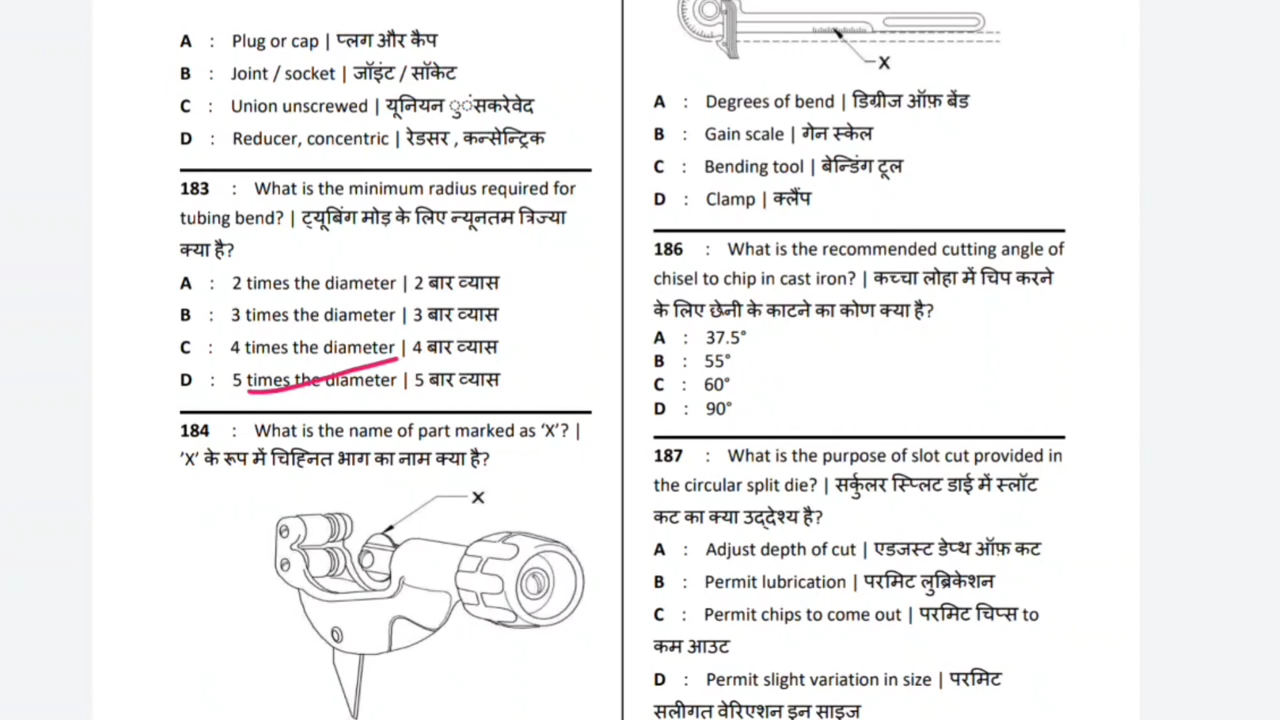 A : Plug or cap | प्लग और कैप
B : Joint / socket | जॉइंट / सॉकेट
C : Union unscrewed | यूनियन ुंसकरेवेद
D : Reducer, concentric | रेडसर , कन्सेन्ट्रिक
183 : What is the minimum radius required for
tubing bend? | ट्यूबिंग मोड़ के लिए न्यूनतम त्रिज्या
क्या है?
A : 2 times the diameter | 2 बार व्यास
B : 3 times the diameter | 3 बार व्यास
C : 4 times the diameter | 4 बार व्यास
D : 5 times the diameter | 5 बार व्यास
184 : What is the name of part marked as ‘X’? |
’X’ के रूप में चिह्नित भाग का नाम क्या है?
X
X
A : Degrees of bend | डिग्रीज ऑफ़ बेंड
B : Gain scale | गेन स्केल
C : Bending tool | बेन्डिंग टूल
D : Clamp | क्लैंप
186 : What is the recommended cutting angle of
chisel to chip in cast iron? | कच्चा लोहा में चिप करने
के लिए छेनी के काटने का कोण क्या है?
A : 37.5°
B : 55°
C : 60°
D : 90°
187 : What is the purpose of slot cut provided in
the circular split die? | सर्कुलर स्प्लिट डाई में स्लॉट
कट का क्या उद्देश्य है?
A : Adjust depth of cut | एडजस्ट डेप्थ ऑफ़ कट
B : Permit lubrication | परमिट लुब्रिकेशन
C : Permit chips to come out | परमिट चिप्स to
कम आउट
D : Permit slight variation in size | परमिट
सलीगत वेरिएशन इन साइज